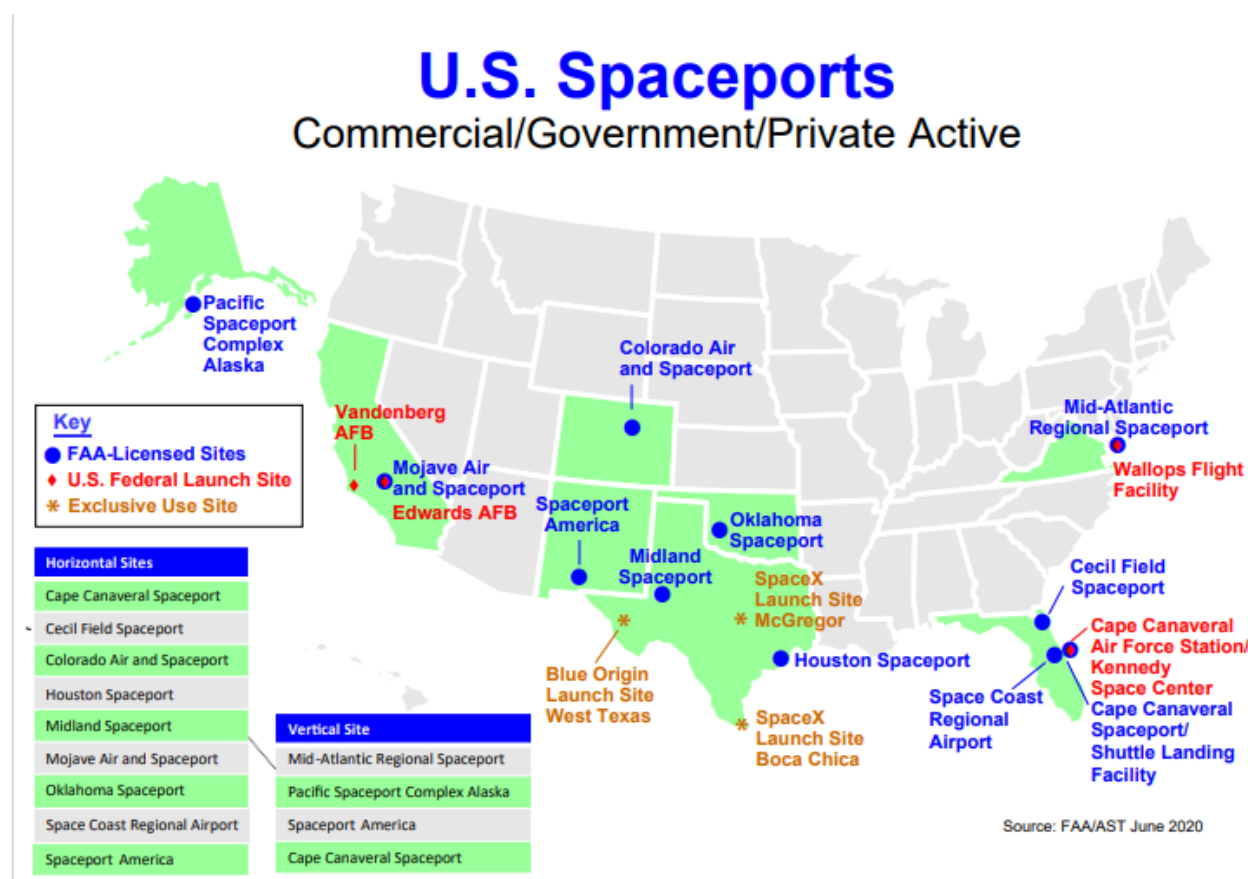 U.S. Spaceports
Commercial/Government/Private Active
Pacific
Spaceport
Complex
Alaska
Colorado Air
and Spaceport
Mid-Atlantic
Regional Spaceport
Wallops Flight
Facility
Key
FAA-Licensed Sites
U.S. Federal Launch Site
Exclusive Use Site
Vandenberg
AFB
Mojave Air
and Spaceport
Edwards AFB
Spaceport
America
Oklahoma
Spaceport
Midland
Spaceport
SpaceX
Launch Site
McGregor
Cecil Field
Spaceport
Cape Canaveral
Air Force Station/
Kennedy
Space Center
Cape Canaveral
Spaceport/
Shuttle Landing
Facility
Houston Spaceport
Blue Origin
Launch Site
West Texas
Space Coast
Regional
Airport
SpaceX
Launch Site
Boca Chica
Horizontal Sites
Cape Canaveral Spaceport
Cecil Field Spaceport
Colorado Air and Spaceport
Houston Spaceport
Midland Spaceport
Mojave Air and Spaceport
Oklahoma Spaceport
Space Coast Regional Airport
Spaceport America
Vertical Site
Mid-Atlantic Regional Spaceport
Pacific Spaceport Complex Alaska
Spaceport America
Cape Canaveral Spaceport
Source: FAA/AST June 2020